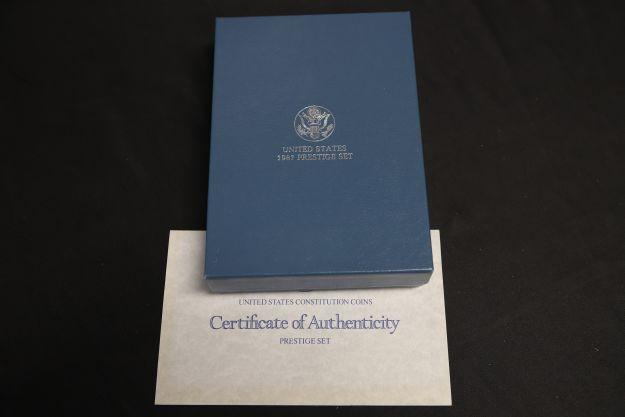 UNITED STATES
1987 PRESTIGE SET
UNITED STATES CONSTITUTION COINS
Certificate of Authenticity
PRESTIGE SET